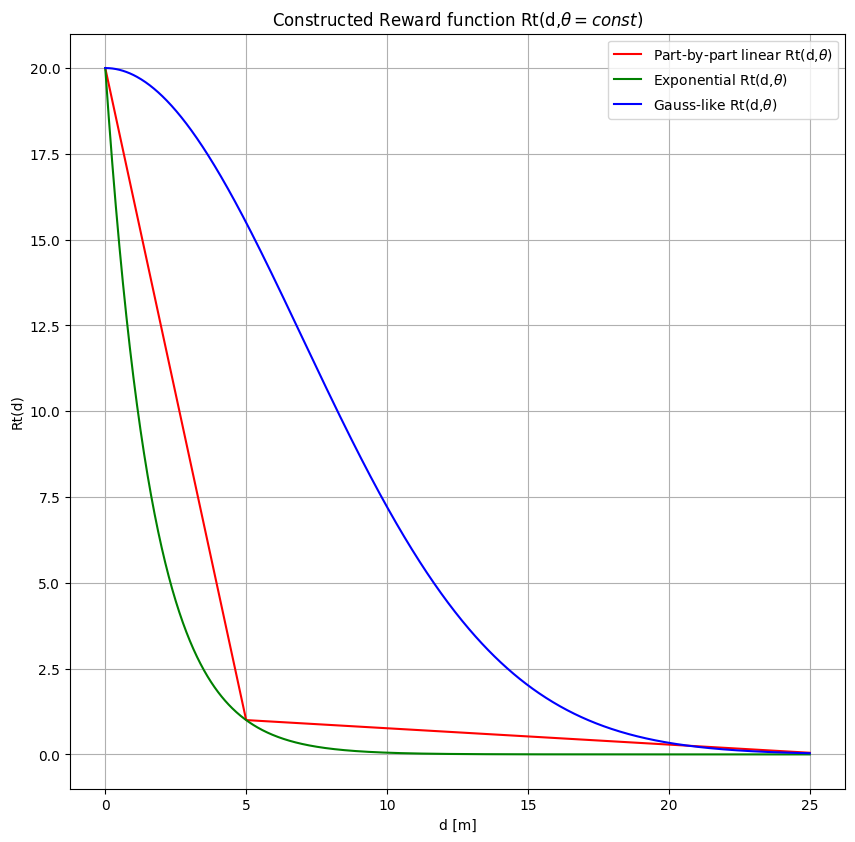 Constructed Reward function Rt(d,θ = const)
Part-by-part linear Rt(d,θ)
Exponential Rt(d,θ)
Gauss-like Rt(d,θ)
20.0
17.5
15.0
12.5
10.0
7.5
5.0
2.5
0.0
Rt(d)
0 5 10 15 20 25
d [m]